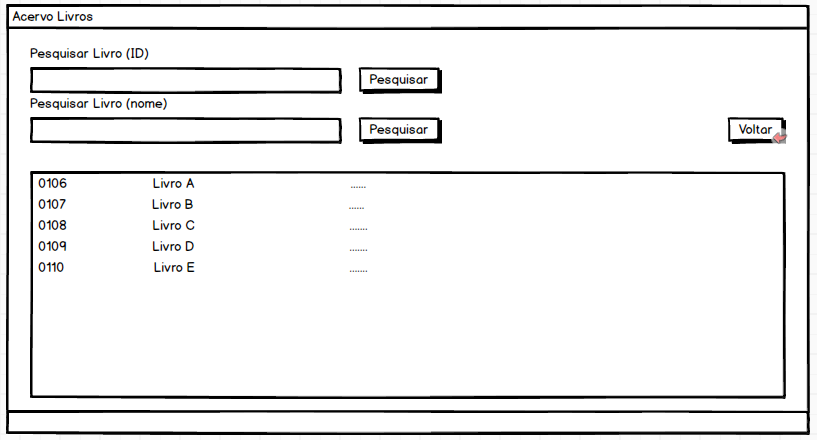 Acervo Livros
Pesquisar Livro (ID)
Pesquisar
Pesquisar Livro (nome)
Pesquisar
Voltar
0106 Livro A ......
0107 Livro B ......
0108 Livro C .......
0109 Livro D .......
0110 Livro E .......